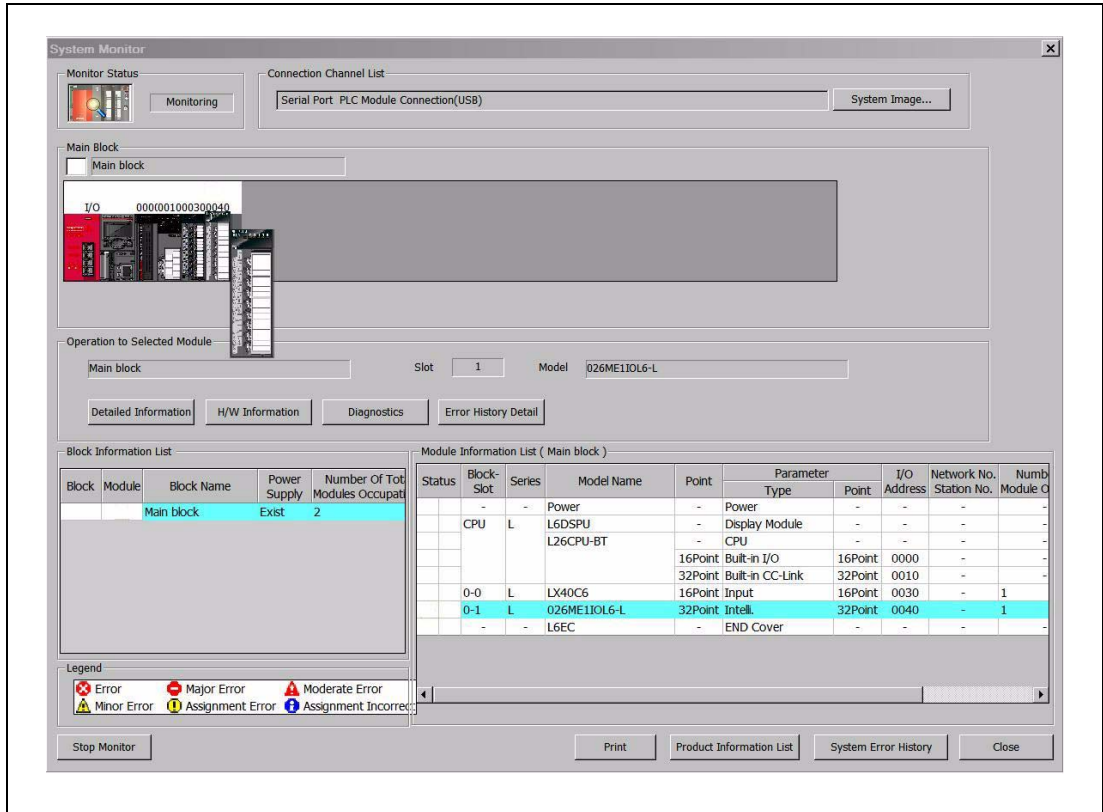 System Monitor
Monitor Status
Connection Channel List
Monitoring
Serial Port PLC Module Connection(USB)
System Image...
Main Block
Main block
I/O 0000001000300040
Operation to Selected Module
Main block
Slot 1
Model 026ME1IOL6-L
Detailed Information
H/W Information
Diagnostics
Error History Detail
Block Information List
Block Module Block Name Power Supply Number Of Tot Modules Occupati
Main block Exist 2
Module Information List ( Main block )
Status Block-Slot Series Model Name Point Parameter Type Point I/O Address Network No. Station No. Numb Module O
- - Power - Power - - - -
CPU L L6DSPU - Display Module - - - -
L26CPU-BT - CPU - - - -
16Point Built-in I/O 16Point 0000 - -
32Point Built-in CC-Link 32Point 0010 - -
0-0 L LX40C6 16Point Input 16Point 0030 - 1
0-1 L 026ME1IOL6-L 32Point Intelli. 32Point 0040 - 1
- - L6EC - END Cover - - - -
Legend
Error Major Error Moderate Error
Minor Error Assignment Error Assignment Incorrec
Stop Monitor
Print
Product Information List
System Error History
Close